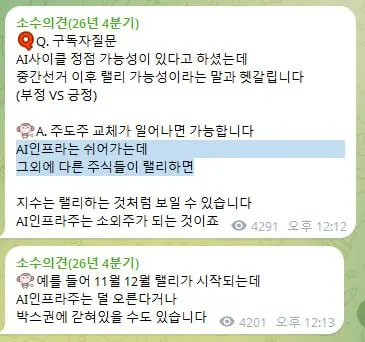 소수의견(26년 4분기)
Q. 구독자질문
AI사이클 정점 가능성이 있다고 하셨는데
중간선거 이후 랠리 가능성이라는 말과 헷갈립니다
(부정 VS 긍정)
A. 주도주 교체가 일어나면 가능합니다
AI인프라는 쉬어가는데
그외에 다른 주식들이 랠리하면
지수는 랠리하는 것처럼 보일 수 있습니다
AI인프라주는 소외주가 되는 것이죠
4291 오후 12:12
소수의견(26년 4분기)
예를 들어 11월 12월 랠리가 시작되는데
AI인프라주는 덜 오른다거나
박스권에 갇혀있을 수도 있습니다
4201 오후 12:13